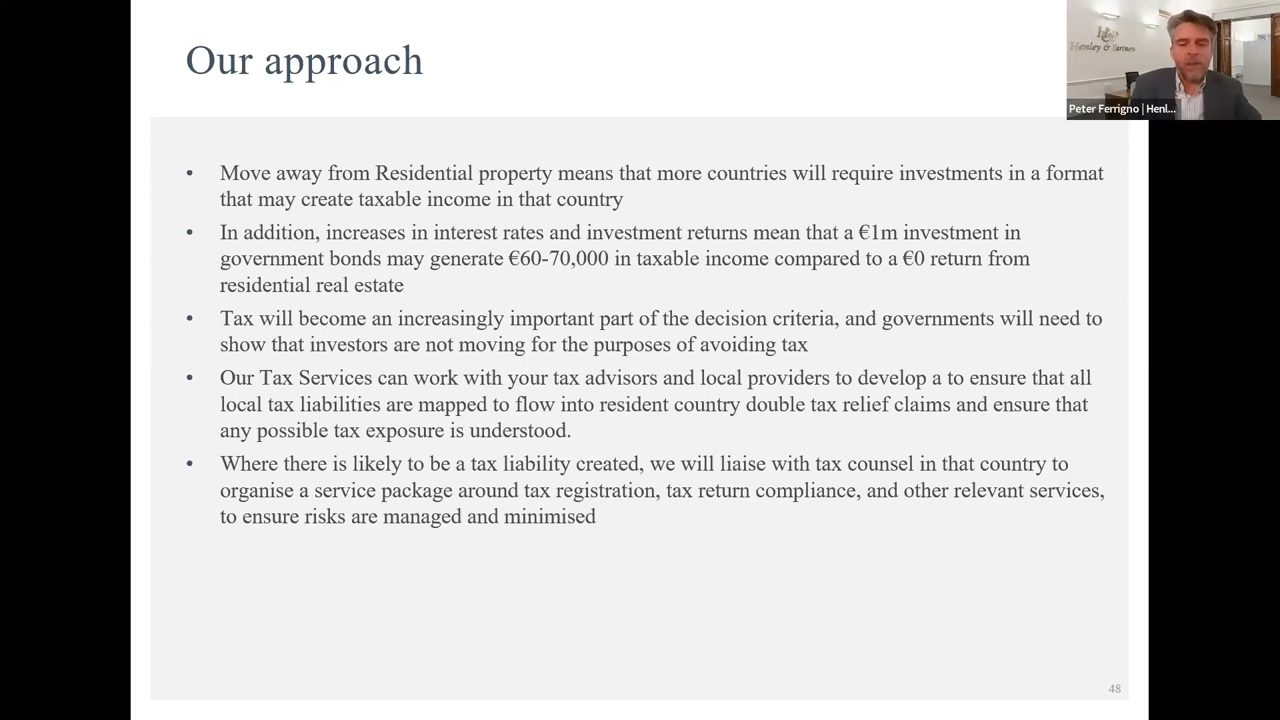 Our approach
H&P
Henley & Partners
Peter Ferrigno | Henl...
• Move away from Residential property means that more countries will require investments in a format
that may create taxable income in that country
• In addition, increases in interest rates and investment returns mean that a €1m investment in
government bonds may generate €60-70,000 in taxable income compared to a €0 return from
residential real estate
• Tax will become an increasingly important part of the decision criteria, and governments will need to
show that investors are not moving for the purposes of avoiding tax
• Our Tax Services can work with your tax advisors and local providers to develop a to ensure that all
local tax liabilities are mapped to flow into resident country double tax relief claims and ensure that
any possible tax exposure is understood.
• Where there is likely to be a tax liability created, we will liaise with tax counsel in that country to
organise a service package around tax registration, tax return compliance, and other relevant services,
to ensure risks are managed and minimised
48